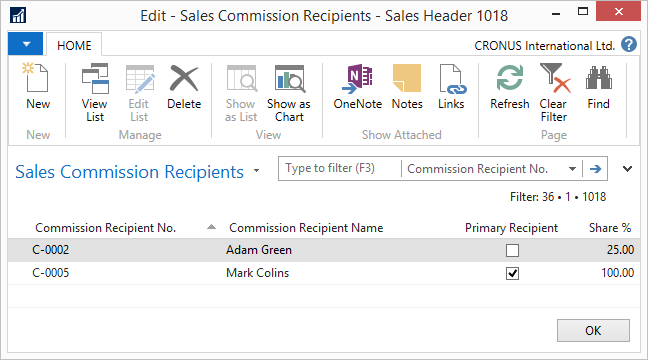 Edit - Sales Commission Recipients - Sales Header 1018
HOME
CRONUS International Ltd.
New
View List
Edit List
Delete
Show as List
Show as Chart
OneNote
Notes
Links
Refresh
Clear Filter
Find
New
Manage
View
Show Attached
Page
Sales Commission Recipients
Type to filter (F3)
Commission Recipient No.
Filter: 36 • 1 • 1018
Commission Recipient No. Commission Recipient Name Primary Recipient Share %
C-0002 Adam Green 25.00
C-0005 Mark Colins 100.00
OK